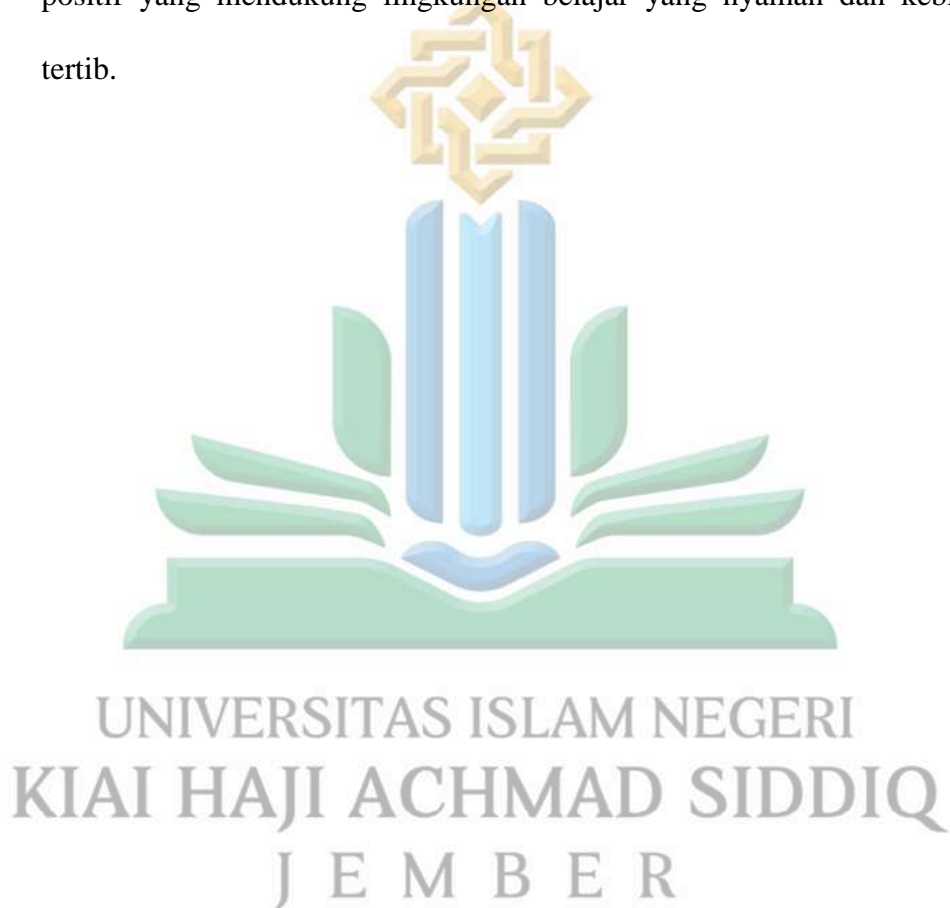 positif yang mendukung lingkungan belajar yang nyaman dan
tertib.
UNIVERSITAS ISLAM NEGERI
KIAI HAJI ACHMAD SIDDIQ
J E M B E R